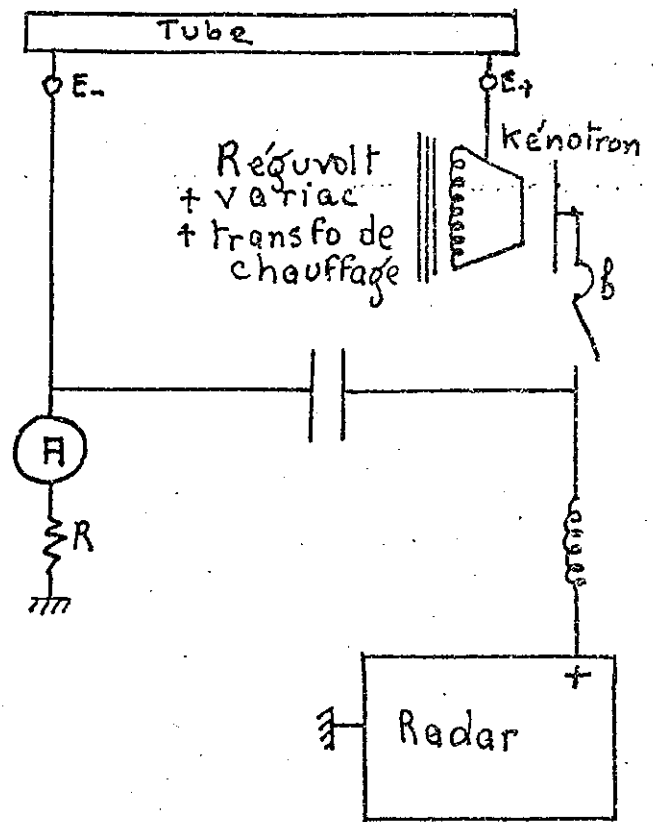 Tube
E-
E+
Kénotron
Réguvolt
+ variac
+ transfo de
chauffage
A
R
+
Radar